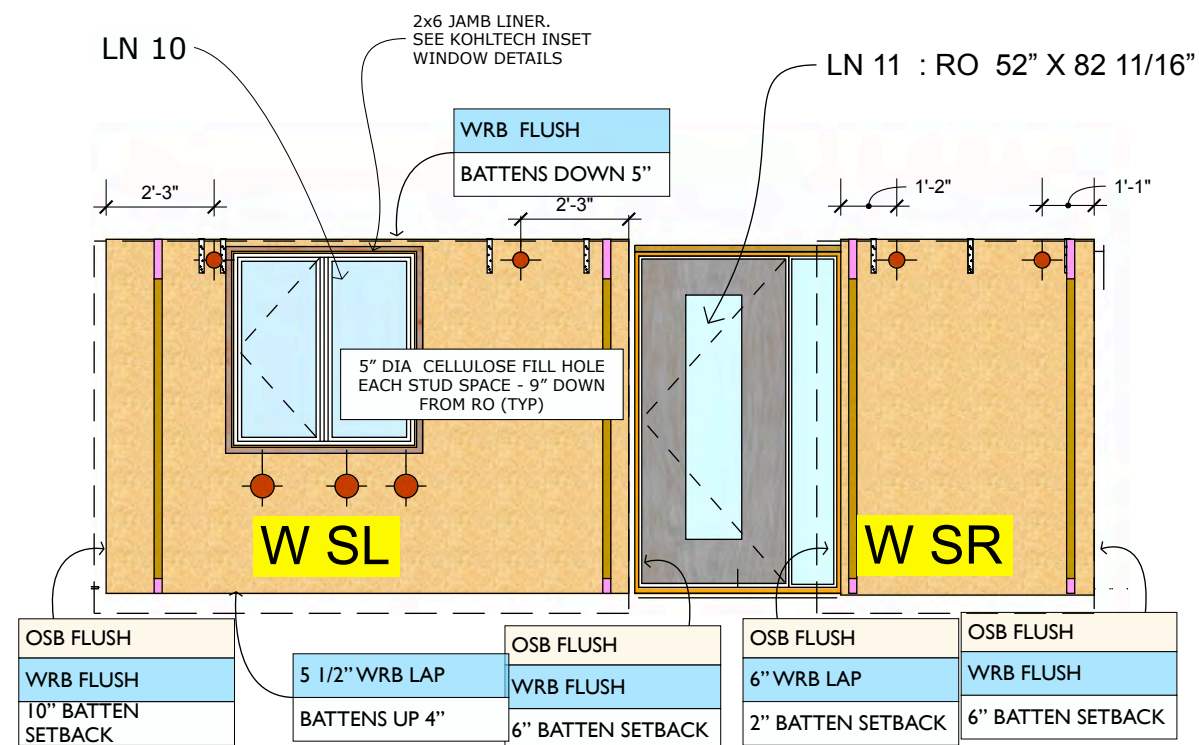 2x6 JAMB LINER.
SEE KOHLTECH INSET
WINDOW DETAILS
LN 10
LN 11 : RO 52” X 82 11/16”
WRB FLUSH
BATTENS DOWN 5”
2'-3"
2'-3"
1'-2"
1'-1"
5” DIA CELLULOSE FILL HOLE
EACH STUD SPACE - 9” DOWN
FROM RO (TYP)
W SL
W SR
OSB FLUSH
WRB FLUSH
10” BATTEN
SETBACK
5 1/2” WRB LAP
BATTENS UP 4”
OSB FLUSH
WRB FLUSH
6” BATTEN SETBACK
OSB FLUSH
6” WRB LAP
2” BATTEN SETBACK
OSB FLUSH
WRB FLUSH
6” BATTEN SETBACK